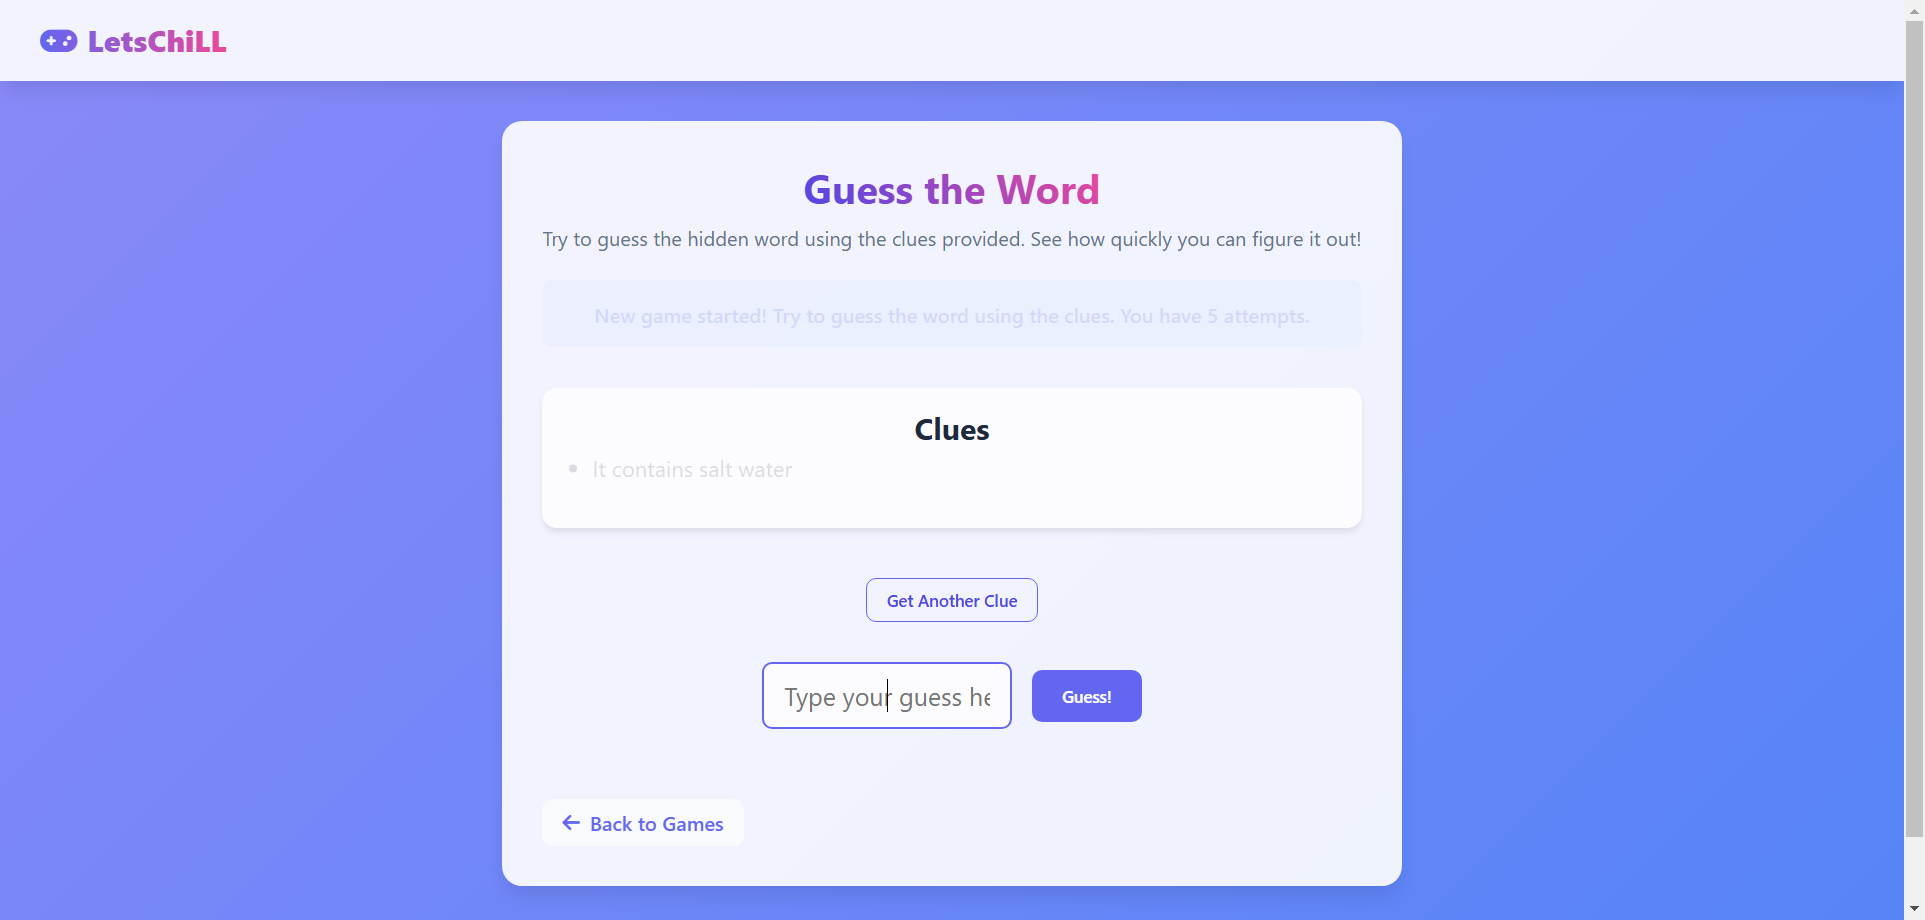 LetsChiLL
Guess the Word
Try to guess the hidden word using the clues provided. See how quickly you can figure it out!
New game started! Try to guess the word using the clues. You have 5 attempts.
Clues
It contains salt water
Get Another Clue
Type your guess he
Guess!
Back to Games